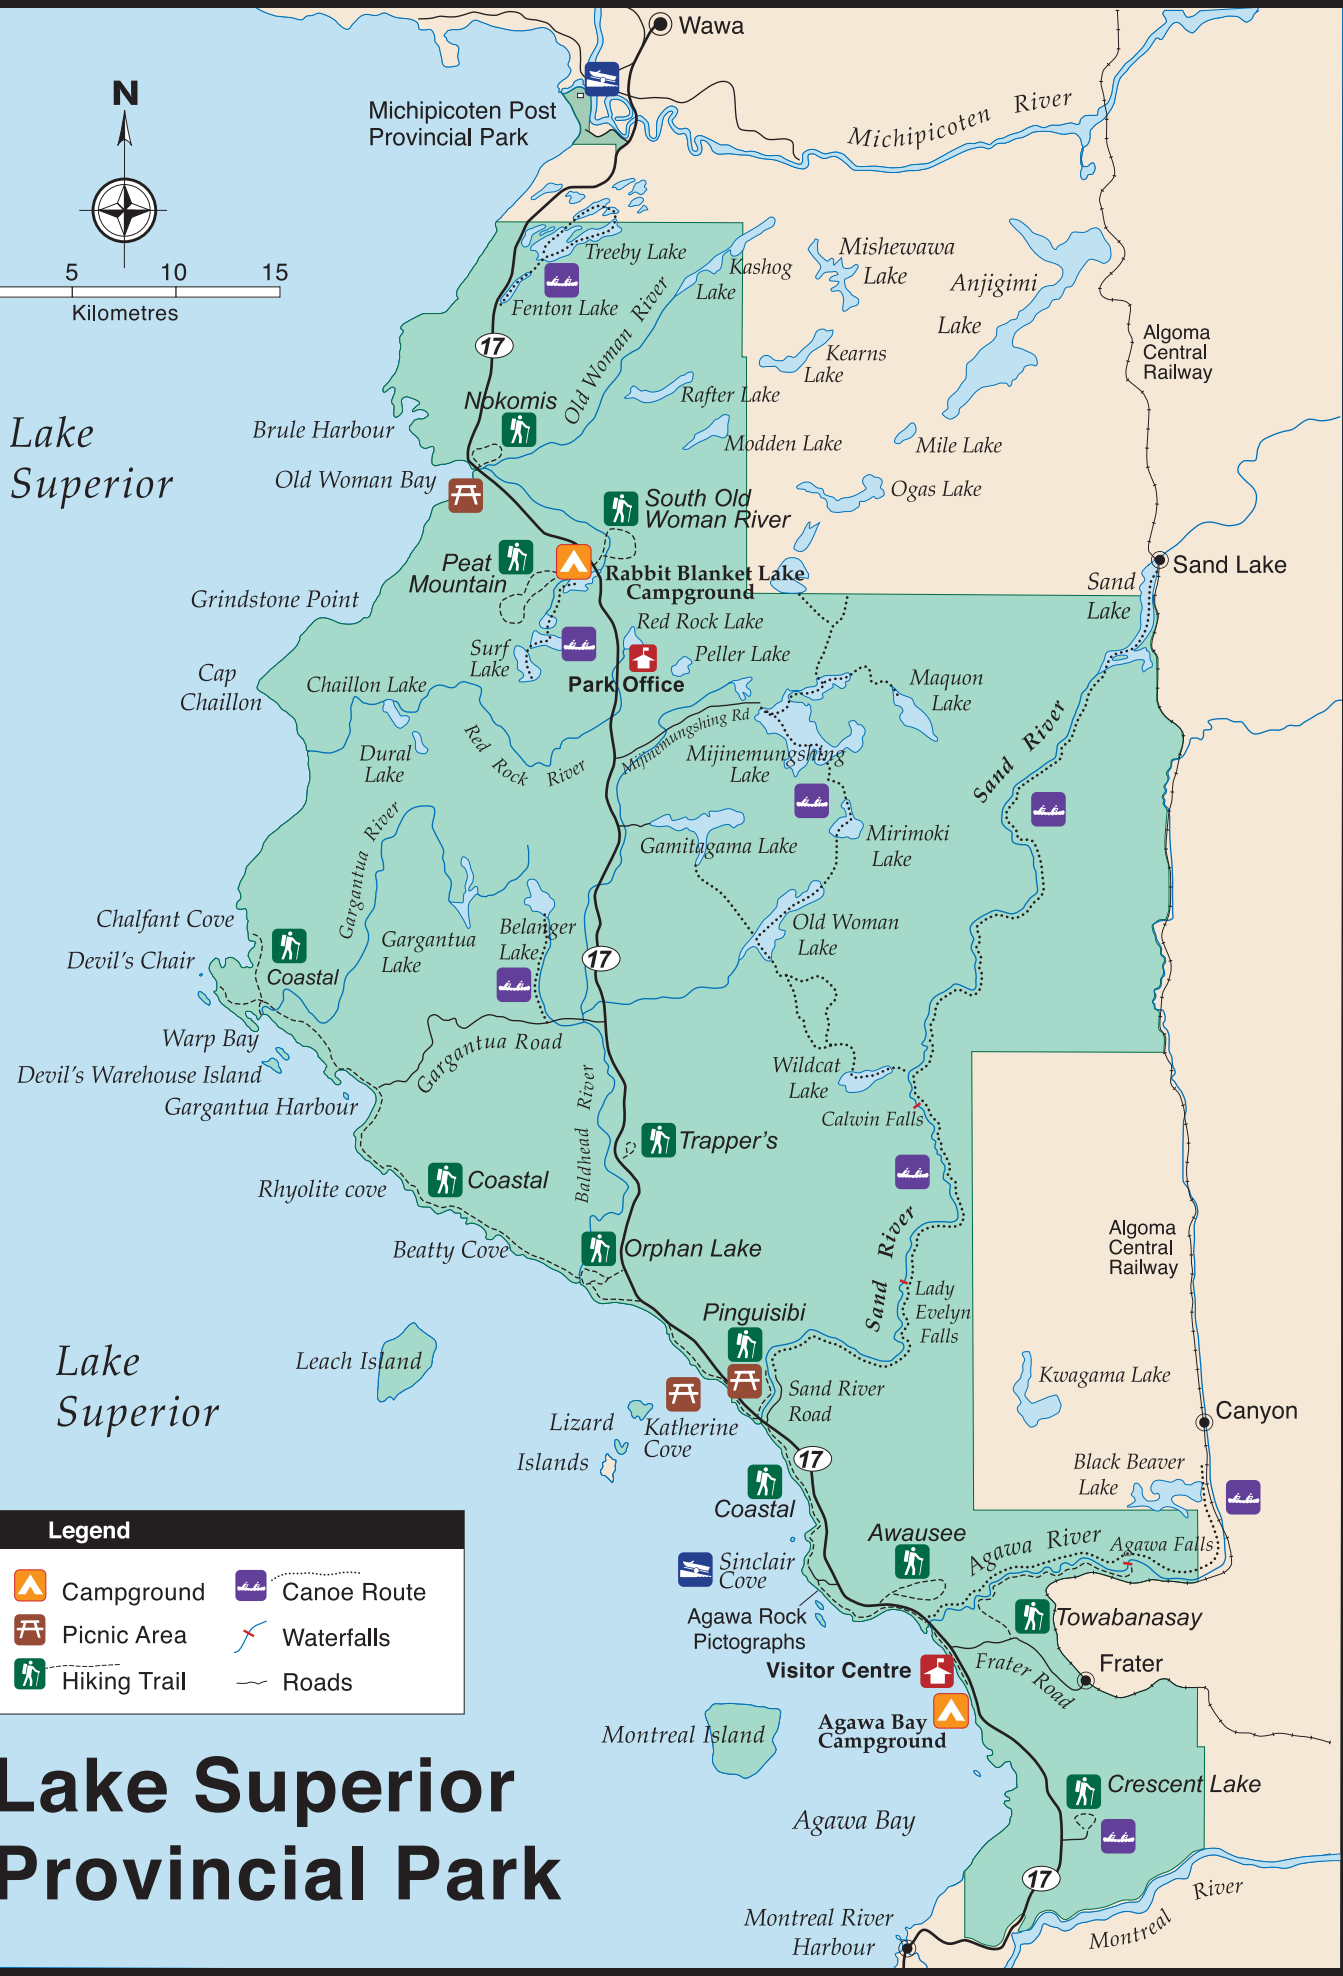 Wawa
N
Michipicoten Post
Provincial Park
Michipicoten River
5 10 15
Kilometres
Treeby Lake
Kashog
Lake
Mishewawa
Lake
Anjigimi
Lake
Fenton Lake
Old Woman River
17
Algoma
Central
Railway
Kearns
Lake
Rafter Lake
Nokomis
Lake
Superior
Brule Harbour
Modden Lake
Mile Lake
Old Woman Bay
Ogas Lake
South Old
Woman River
Peat
Mountain
Rabbit Blanket Lake
Campground
Sand Lake
Sand
Lake
Grindstone Point
Red Rock Lake
Surf
Lake
Peller Lake
Park Office
Cap
Chaillon
Chaillon Lake
Maquon
Lake
Mijinemungshing Rd
Sand River
Red Rock River
Dural
Lake
Mijinemungshing
Lake
Gargantua River
Gamitagama Lake
Mirimoki
Lake
Chalfant Cove
Devil's Chair
Coastal
Gargantua
Lake
Belanger
Lake
17
Old Woman
Lake
Warp Bay
Gargantua Road
Devil's Warehouse Island
Gargantua Harbour
Wildcat
Lake
Calwin Falls
Baldhead River
Trapper's
Coastal
Rhyolite cove
Beatty Cove
Orphan Lake
Sand River
Lady
Evelyn
Falls
Algoma
Central
Railway
Pinguisibi
Lake
Superior
Leach Island
Sand River
Road
Kwagama Lake
Lizard
Islands
Katherine
Cove
Canyon
17
Black Beaver
Lake
Coastal
Awausee
Agawa River
Agawa Falls
Sinclair
Cove
Agawa Rock
Pictographs
Towabanasay
Visitor Centre
Frater Road
Frater
Agawa Bay
Campground
Montreal Island
Crescent Lake
Agawa Bay
17
Montreal River
Montreal River
Harbour
Legend
Campground
Canoe Route
Picnic Area
Waterfalls
Hiking Trail
Roads
Lake Superior
Provincial Park